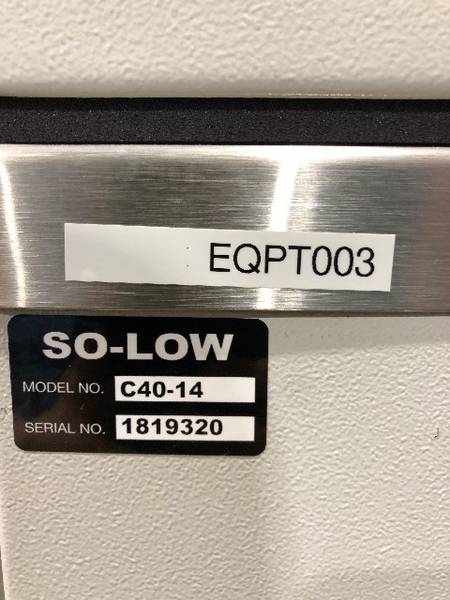 EQPT003
SO-LOW
MODEL NO. C40-14
SERIAL NO. 1819320